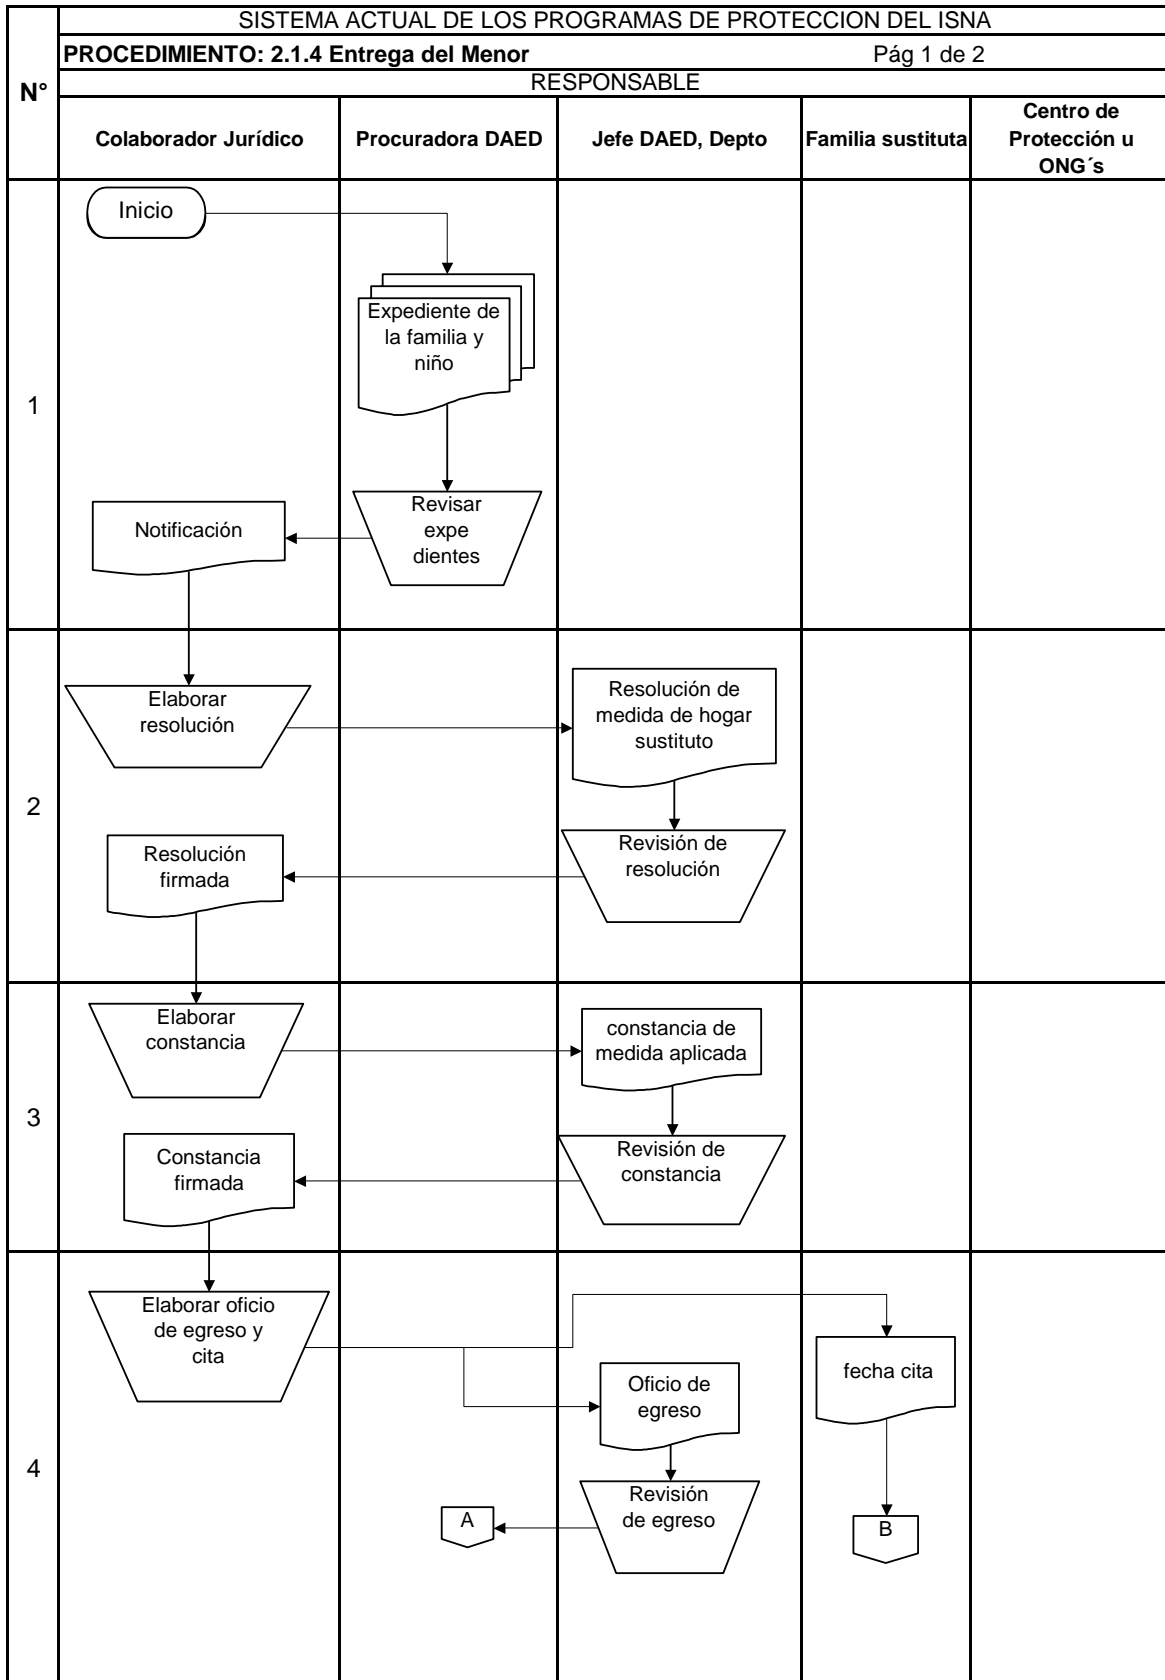 SISTEMA ACTUAL DE LOS PROGRAMAS DE PROTECCION DEL ISNA
PROCEDIMIENTO: 2.1.4 Entrega del Menor Pág 1 de 2
N°
RESPONSABLE
Colaborador Jurídico
Procuradora DAED
Jefe DAED, Depto
Familia sustituta
Centro de
Protección u
ONG´s
1
Inicio
Expediente de
la familia y
niño
Revisar
expe
dientes
Notificación
2
Elaborar
resolución
Resolución de
medida de hogar
sustituto
Revisión de
resolución
Resolución
firmada
3
Elaborar
constancia
constancia de
medida aplicada
Revisión de
constancia
Constancia
firmada
4
Elaborar oficio
de egreso y
cita
fecha cita
Oficio de
egreso
Revisión
de egreso
A
B